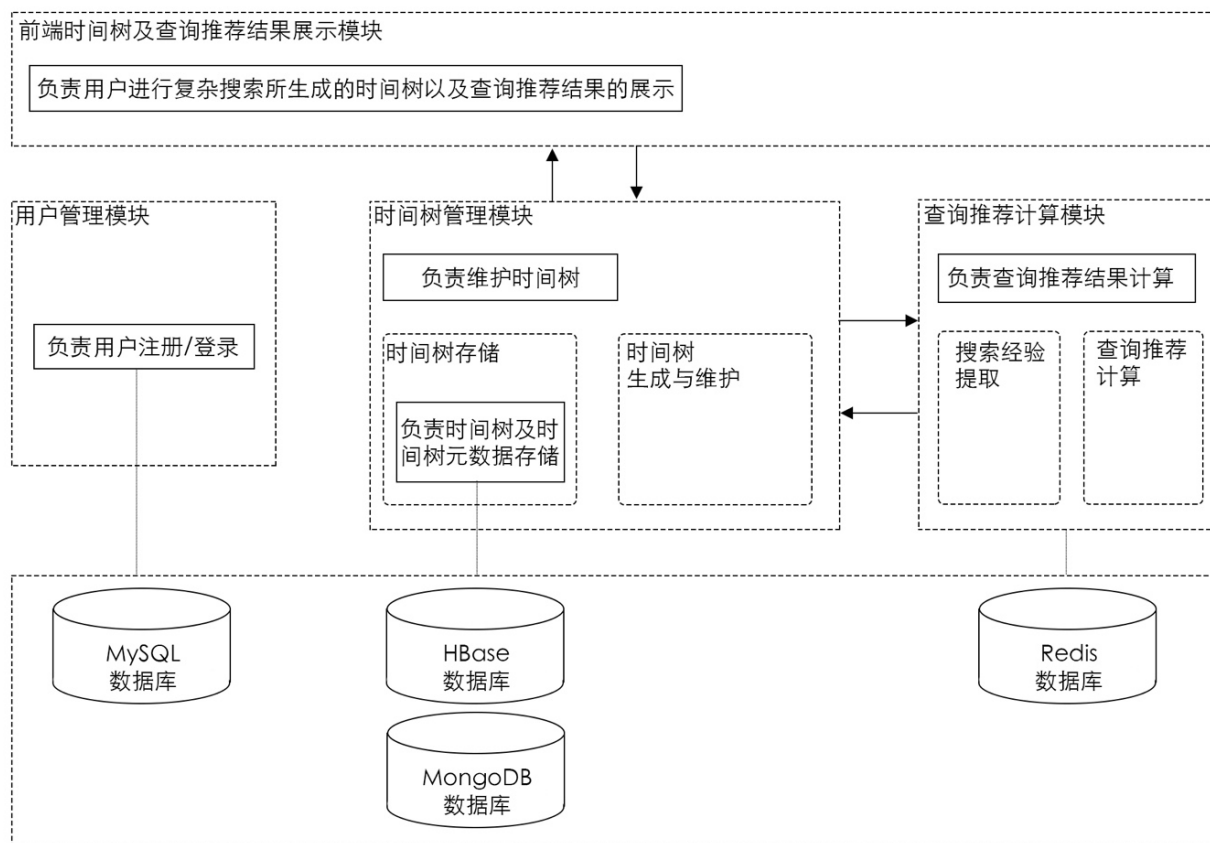 前端时间树及查询推荐结果展示模块
负责用户进行复杂搜索所生成的时间树以及查询推荐结果的展示
用户管理模块
负责用户注册/登录
时间树管理模块
负责维护时间树
时间树存储
负责时间树及时
间树元数据存储
时间树
生成与维护
查询推荐计算模块
负责查询推荐结果计算
搜索经验
提取
查询推荐
计算
MySQL
数据库
HBase
数据库
MongoDB
数据库
Redis
数据库